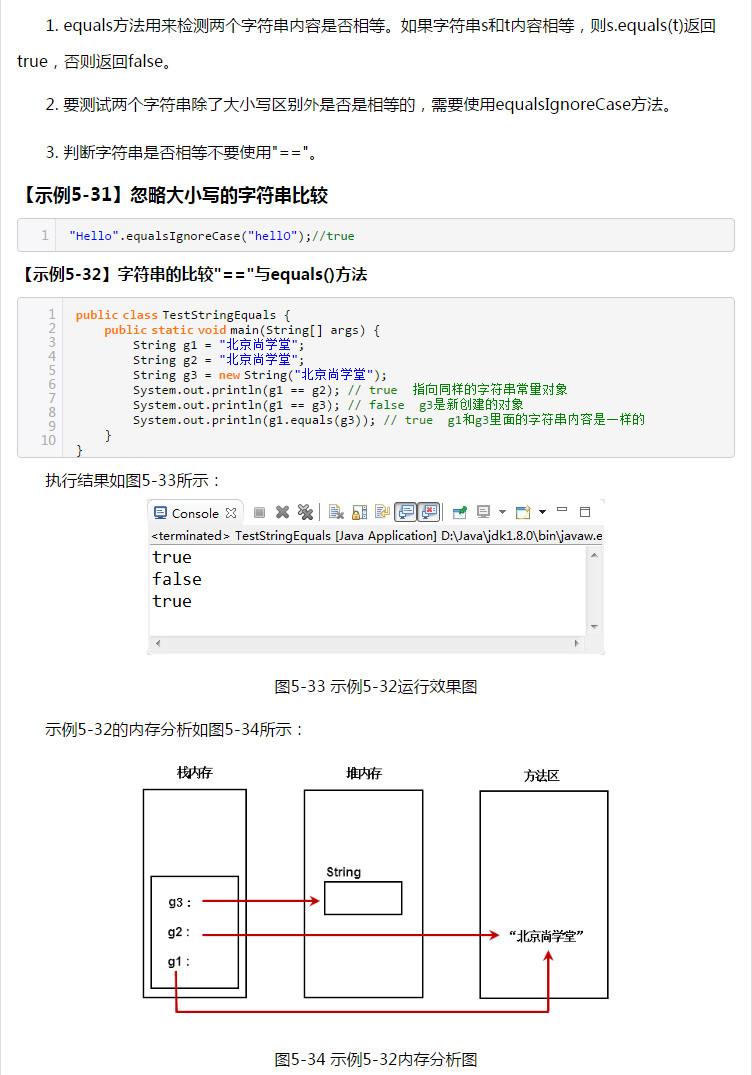 1. equals方法用来检测两个字符串内容是否相等。如果字符串s和t内容相等，则s.equals(t)返回
true，否则返回false。
2. 要测试两个字符串除了大小写区别外是否是相等的，需要使用equalsIgnoreCase方法。
3. 判断字符串是否相等不要使用"=="。
【示例5-31】忽略大小写的字符串比较
1 "Hello".equalsIgnoreCase("hellO");//true
【示例5-32】字符串的比较"=="与equals()方法
1 public class TestStringEquals {
2 public static void main(String[] args) {
3 String g1 = "北京尚学堂";
4 String g2 = "北京尚学堂";
5 String g3 = new String("北京尚学堂");
6 System.out.println(g1 == g2); // true 指向同样的字符串常量对象
7 System.out.println(g1 == g3); // false g3是新创建的对象
8 System.out.println(g1.equals(g3)); // true g1和g3里面的字符串内容是一样的
9 }
10 }
执行结果如图5-33所示：
Console
<terminated> TestStringEquals [Java Application] D:\Java\jdk1.8.0\bin\javaw.e
true
false
true
图5-33 示例5-32运行效果图
示例5-32的内存分析如图5-34所示：
栈内存 堆内存 方法区
String
g3：
g2：
“北京尚学堂”
g1：
图5-34 示例5-32内存分析图